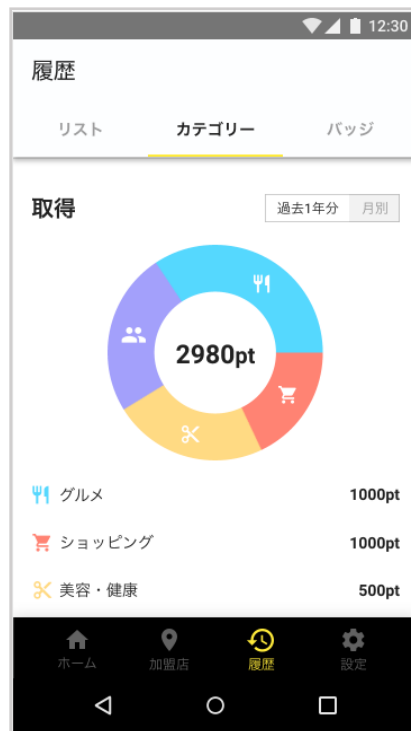 12:30
履歴
リスト カテゴリー バッジ
取得 過去1年分 月別
2980pt
グルメ 1000pt
ショッピング 1000pt
美容・健康 500pt
ホーム 加盟店 履歴 設定